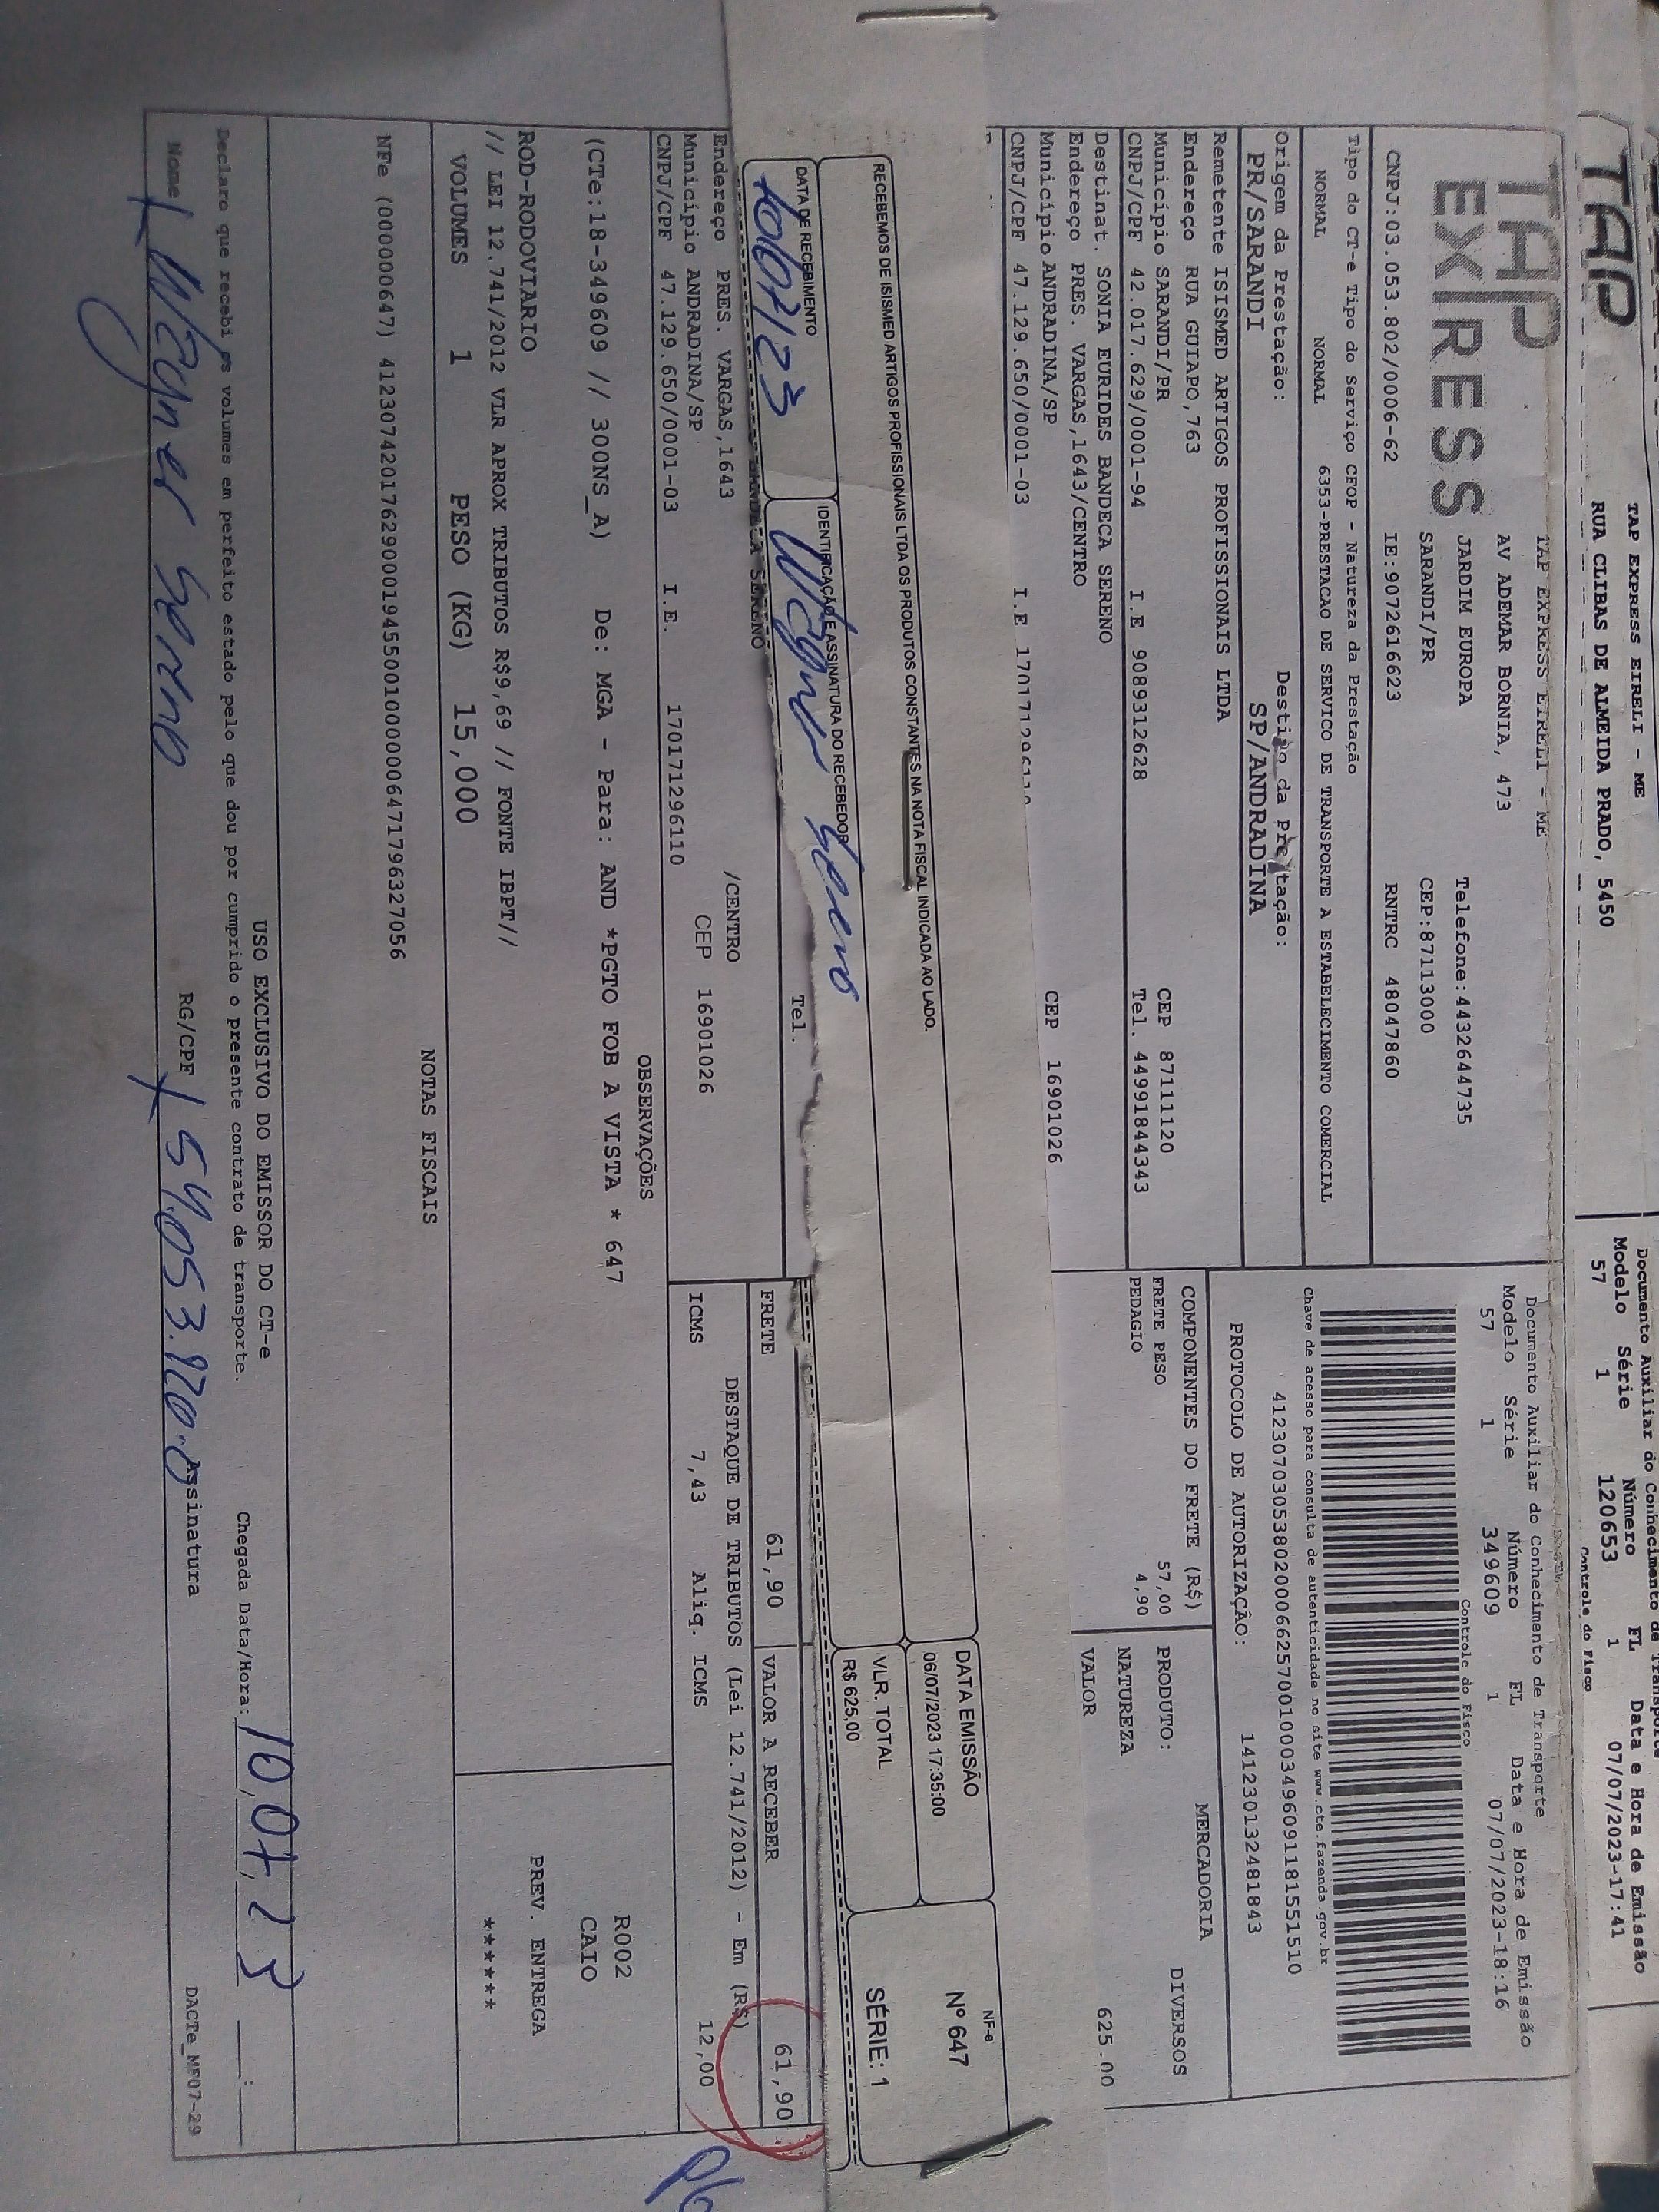 TAP
TAP EXPRESS EIRELI - ME
RUA CLIBAS DE ALMEIDA PRADO, 5450
Documento Auxiliar do Conhecimento de Transporte
Modelo Série Número FL Data e Hora de Emissão
57 1 120653 1 07/07/2023-17:41
Controle do Fisco
TAP EXPRESS
TAP EXPRESS EIRELI - ME
AV ADEMAR BORNIA, 473
JARDIM EUROPA Telefone:4432644735
SARANDI/PR CEP:87113000
CNPJ:03.053.802/0006-62 IE:9072616623 RNTRC 48047860
Documento Auxiliar do Conhecimento de Transporte
Modelo Série Número FL Data e Hora de Emissão
57 1 349609 1 07/07/2023-18:16
Controle do Fisco
Tipo do CT-e Tipo do Serviço CFOP - Natureza da Prestação
NORMAL NORMAL 6353-PRESTACAO DE SERVICO DE TRANSPORTE A ESTABELECIMENTO COMERCIAL
Chave de acesso para consulta de autenticidade no site www.cte.fazenda.gov.br
41230703053802000662570010003496091181551510
Origem da Prestação: Destino da Prestação:
PR/SARANDI SP/ANDRADINA
PROTOCOLO DE AUTORIZAÇÃO: 141230132481843
Remetente ISISMED ARTIGOS PROFISSIONAIS LTDA
Endereço RUA GUIAPO,763
Município SARANDI/PR CEP 87111120
CNPJ/CPF 42.017.629/0001-94 I.E 9089312628 Tel. 44991844343
COMPONENTES DO FRETE (R$)
FRETE PESO 57,00
PEDAGIO 4,90
MERCADORIA
PRODUTO: DIVERSOS
NATUREZA
VALOR 625.00
Destinat. SONIA EURIDES BANDECA SERENO
Endereço PRES. VARGAS,1643/CENTRO
Município ANDRADINA/SP CEP 16901026
CNPJ/CPF 47.129.650/0001-03 I.E 170171296110
RECEBEMOS DE ISISMED ARTIGOS PROFISSIONAIS LTDA OS PRODUTOS CONSTANTES NA NOTA FISCAL INDICADA AO LADO.
DATA DE RECEBIMENTO IDENTIFICAÇÃO E ASSINATURA DO RECEBEDOR
10/07/23 Wagner Sereno
DATA EMISSÃO
06/07/2023 17:35:00
VLR. TOTAL
R$ 625,00
NF-e
Nº 647
SÉRIE: 1
SERENO
Tel.
Endereço PRES. VARGAS,1643 /CENTRO
Município ANDRADINA/SP CEP 16901026
CNPJ/CPF 47.129.650/0001-03 I.E. 170171296110
FRETE 61,90 VALOR A RECEBER 61,90
DESTAQUE DE TRIBUTOS (Lei 12.741/2012) - Em (R$)
ICMS 7,43 Aliq. ICMS 12,00
OBSERVAÇÕES
(CTe:18-349609 // 300NS_A) De: MGA - Para: AND *PGTO FOB A VISTA * 647
R002
CAIO
ROD-RODOVIARIO
// LEI 12.741/2012 VLR APROX TRIBUTOS R$9,69 // FONTE IBPT//
PREV. ENTREGA
******
VOLUMES 1 PESO (KG) 15,000
NOTAS FISCAIS
NFe (000000647) 41230742017629000194550010000006471796327056
USO EXCLUSIVO DO EMISSOR DO CT-e
Declaro que recebi os volumes em perfeito estado pelo que dou por cumprido o presente contrato de transporte.
Chegada Data/Hora: 10,07,23 __:__
Nome Wagner Sereno RG/CPF Assinatura
DACTe_MF07-29